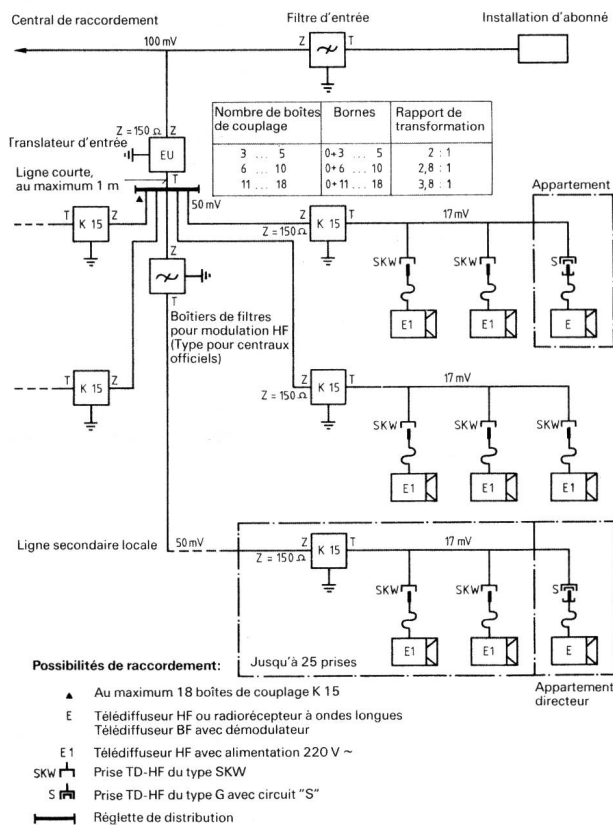 Central de raccordement
Filtre d'entrée
Installation d'abonné
100 mV
Z
T
Z = 150 Ω
Z
Translateur d'entrée
EU
T
Ligne courte,
au maximum 1 m
50 mV
Nombre de boîtes de couplage | Bornes | Rapport de transformation
3 ... 5 | 0+3 ... 5 | 2 : 1
6 ... 10 | 0+6 ... 10 | 2,8 : 1
11 ... 18 | 0+11 ... 18 | 3,8 : 1
Appartement
T
K 15
Z
Z
Z = 150 Ω
K 15
T
17 mV
SKW
SKW
S
E1
E1
E
Z
T
Boîtiers de filtres
pour modulation HF
(Type pour centraux
officiels)
T
K 15
Z
Z
Z = 150 Ω
K 15
T
17 mV
SKW
SKW
SKW
E1
E1
E1
Ligne secondaire locale
50 mV
Z
Z = 150 Ω
K 15
T
17 mV
SKW
SKW
S
E1
E1
E
Jusqu'à 25 prises
Appartement
directeur
Possibilités de raccordement:
▲ Au maximum 18 boîtes de couplage K 15
E Télédiffuseur HF ou radiorécepteur à ondes longues
Télédiffuseur BF avec démodulateur
E1 Télédiffuseur HF avec alimentation 220 V ~
SKW Prise TD-HF du type SKW
S Prise TD-HF du type G avec circuit "S"
Réglette de distribution